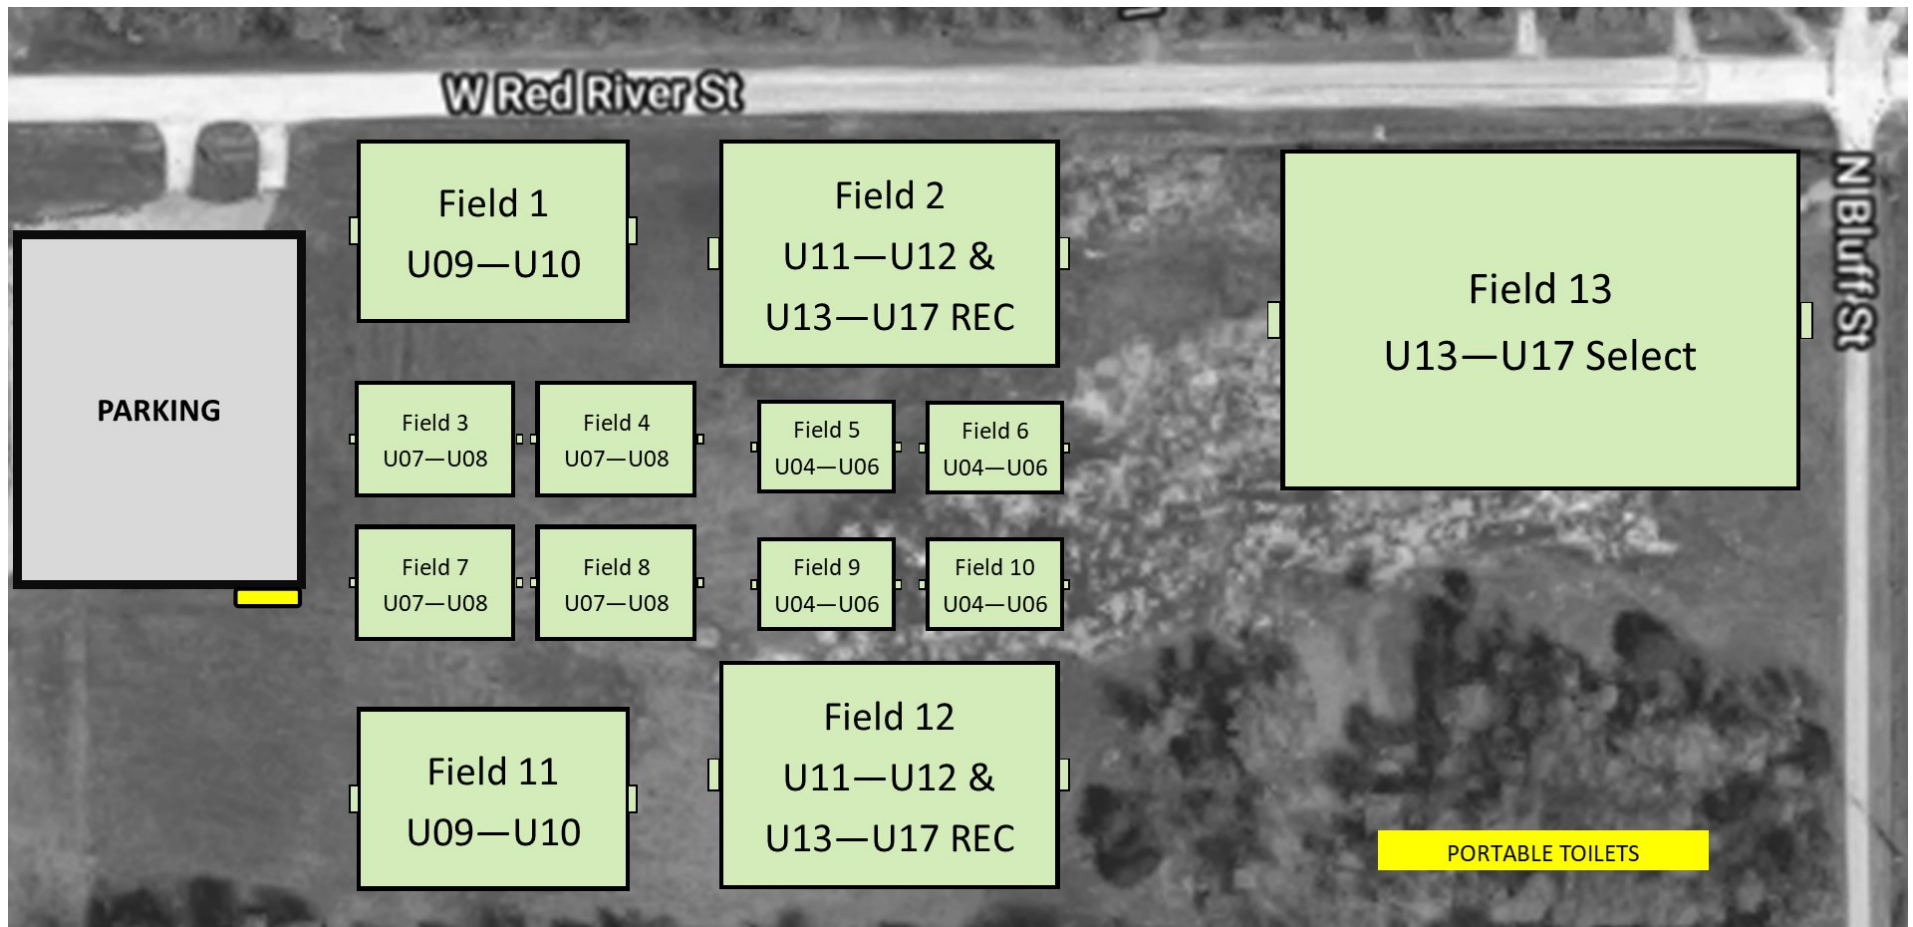 W Red River St
N Bluff St
PARKING
Field 1
U09—U10
Field 2
U11—U12 &
U13—U17 REC
Field 13
U13—U17 Select
Field 3
U07—U08
Field 4
U07—U08
Field 5
U04—U06
Field 6
U04—U06
Field 7
U07—U08
Field 8
U07—U08
Field 9
U04—U06
Field 10
U04—U06
Field 11
U09—U10
Field 12
U11—U12 &
U13—U17 REC
PORTABLE TOILETS